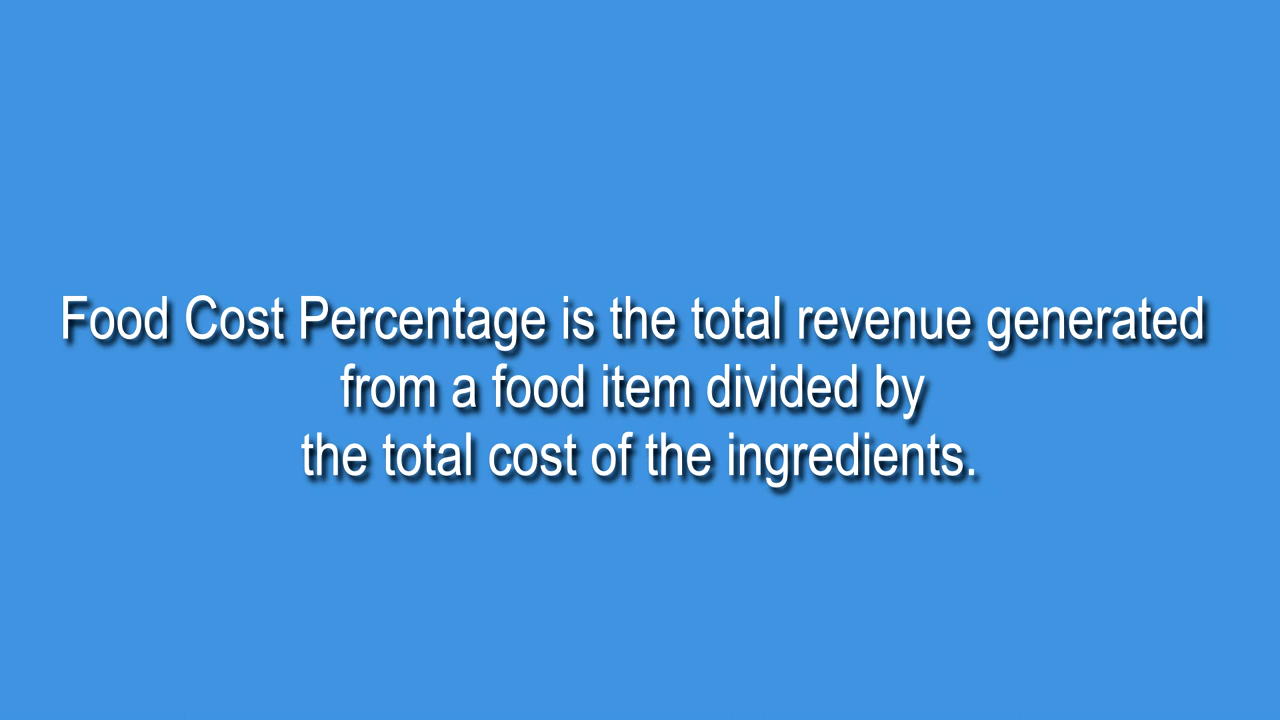 Food Cost Percentage is the total revenue generated
from a food item divided by
the total cost of the ingredients.